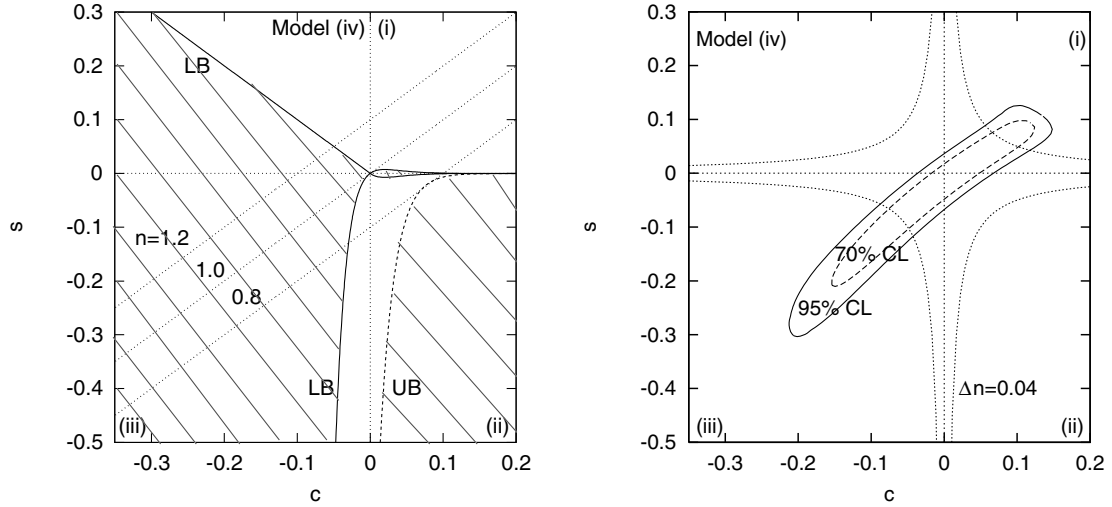 0.3
0.2
0.1
0
-0.1
-0.2
-0.3
-0.4
-0.5
s
-0.3
-0.2
-0.1
0
0.1
0.2
c
Model (iv)
(i)
LB
n=1.2
1.0
0.8
LB
UB
(iii)
(ii)
0.3
0.2
0.1
0
-0.1
-0.2
-0.3
-0.4
-0.5
s
-0.3
-0.2
-0.1
0
0.1
0.2
c
Model (iv)
(i)
70% CL
95% CL
Δn=0.04
(iii)
(ii)